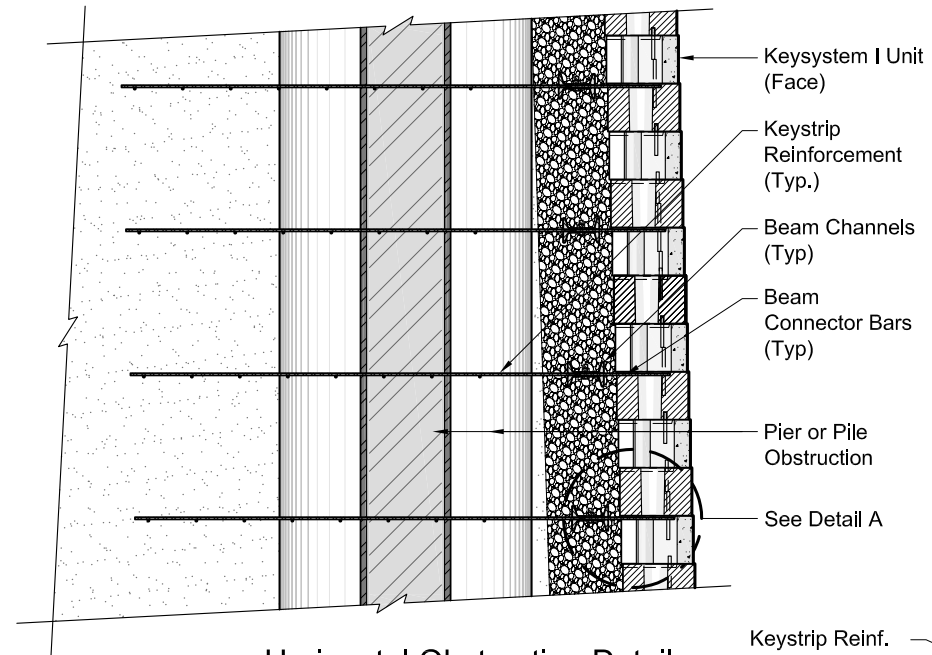 Keysystem I Unit
(Face)
Keystrip
Reinforcement
(Typ.)
Beam Channels
(Typ)
Beam
Connector Bars
(Typ)
Pier or Pile
Obstruction
See Detail A
Keystrip Reinf.